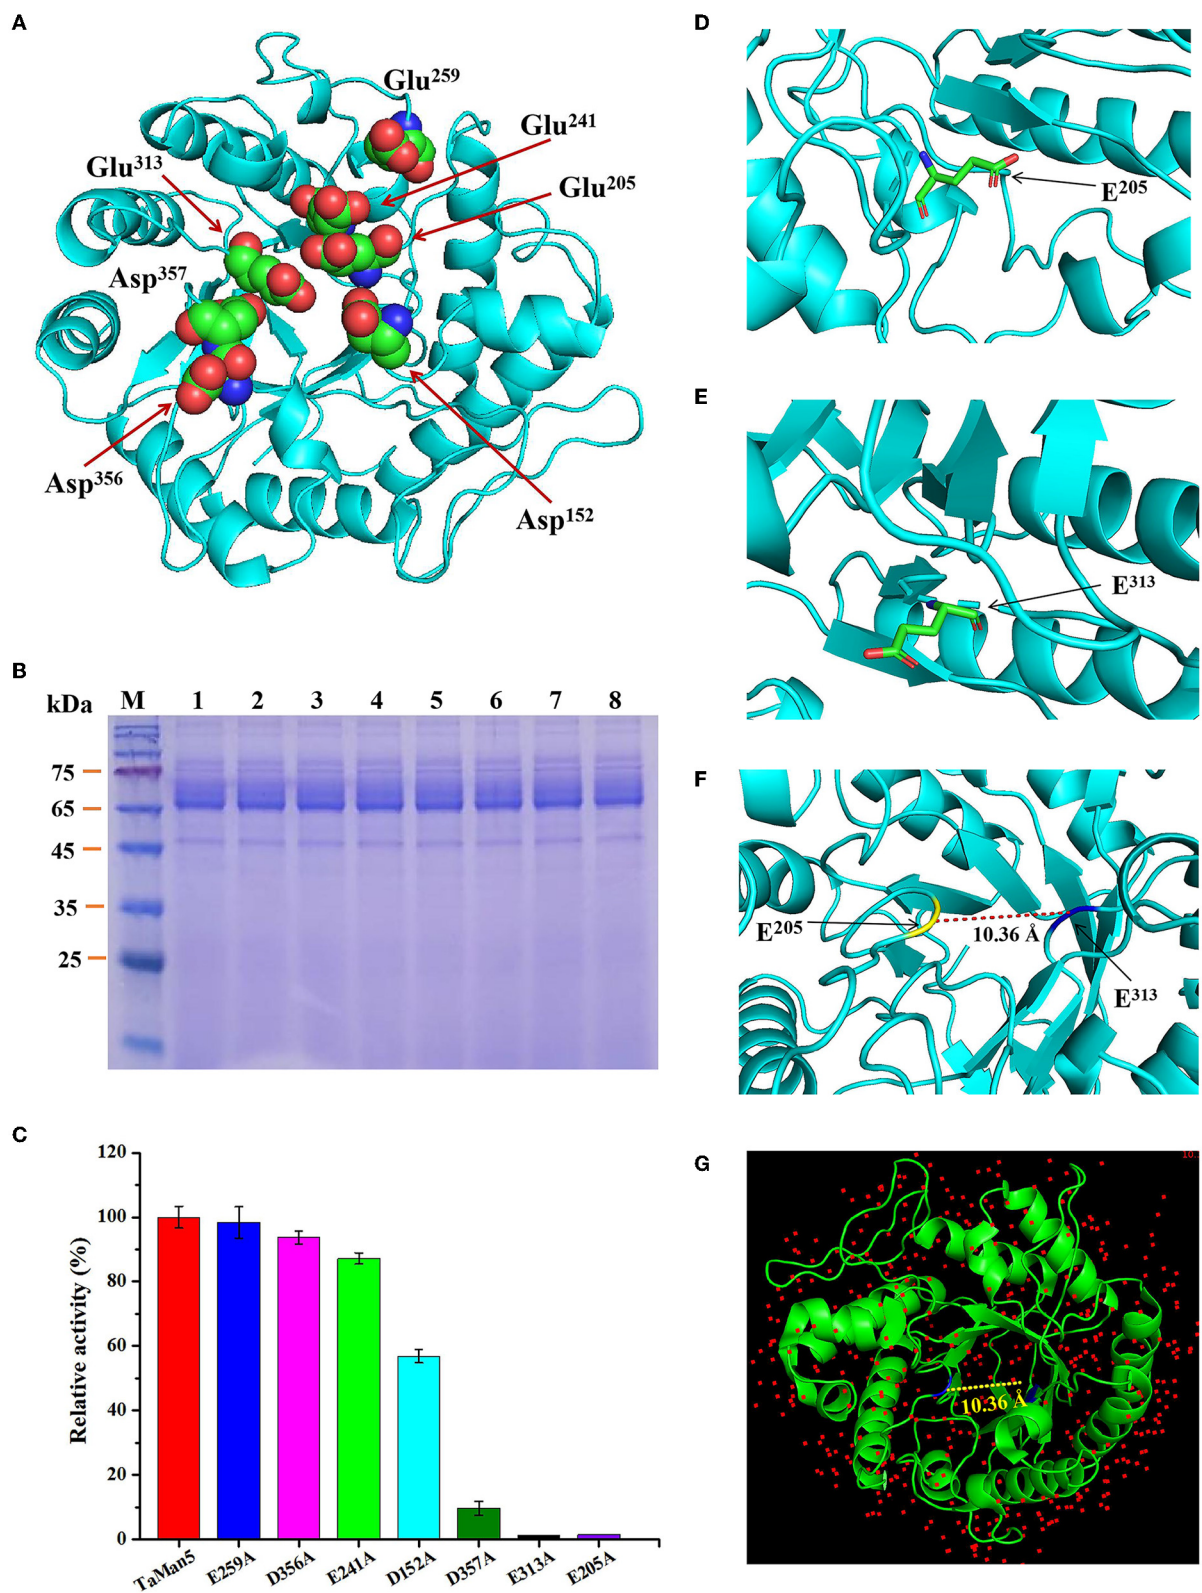 A
Glu259
Glu241
Glu313
Glu205
Asp357
Asp356
Asp152
B
kDa M 1 2 3 4 5 6 7 8
75
65
45
35
25
C
120
100
80
60
40
20
0
Relative activity (%)
TaMan5 E259A D356A E241A D152A D357A E313A E205A
D
E205
E
E313
F
E205
10.36 Å
E313
G
10..
10.36 Å